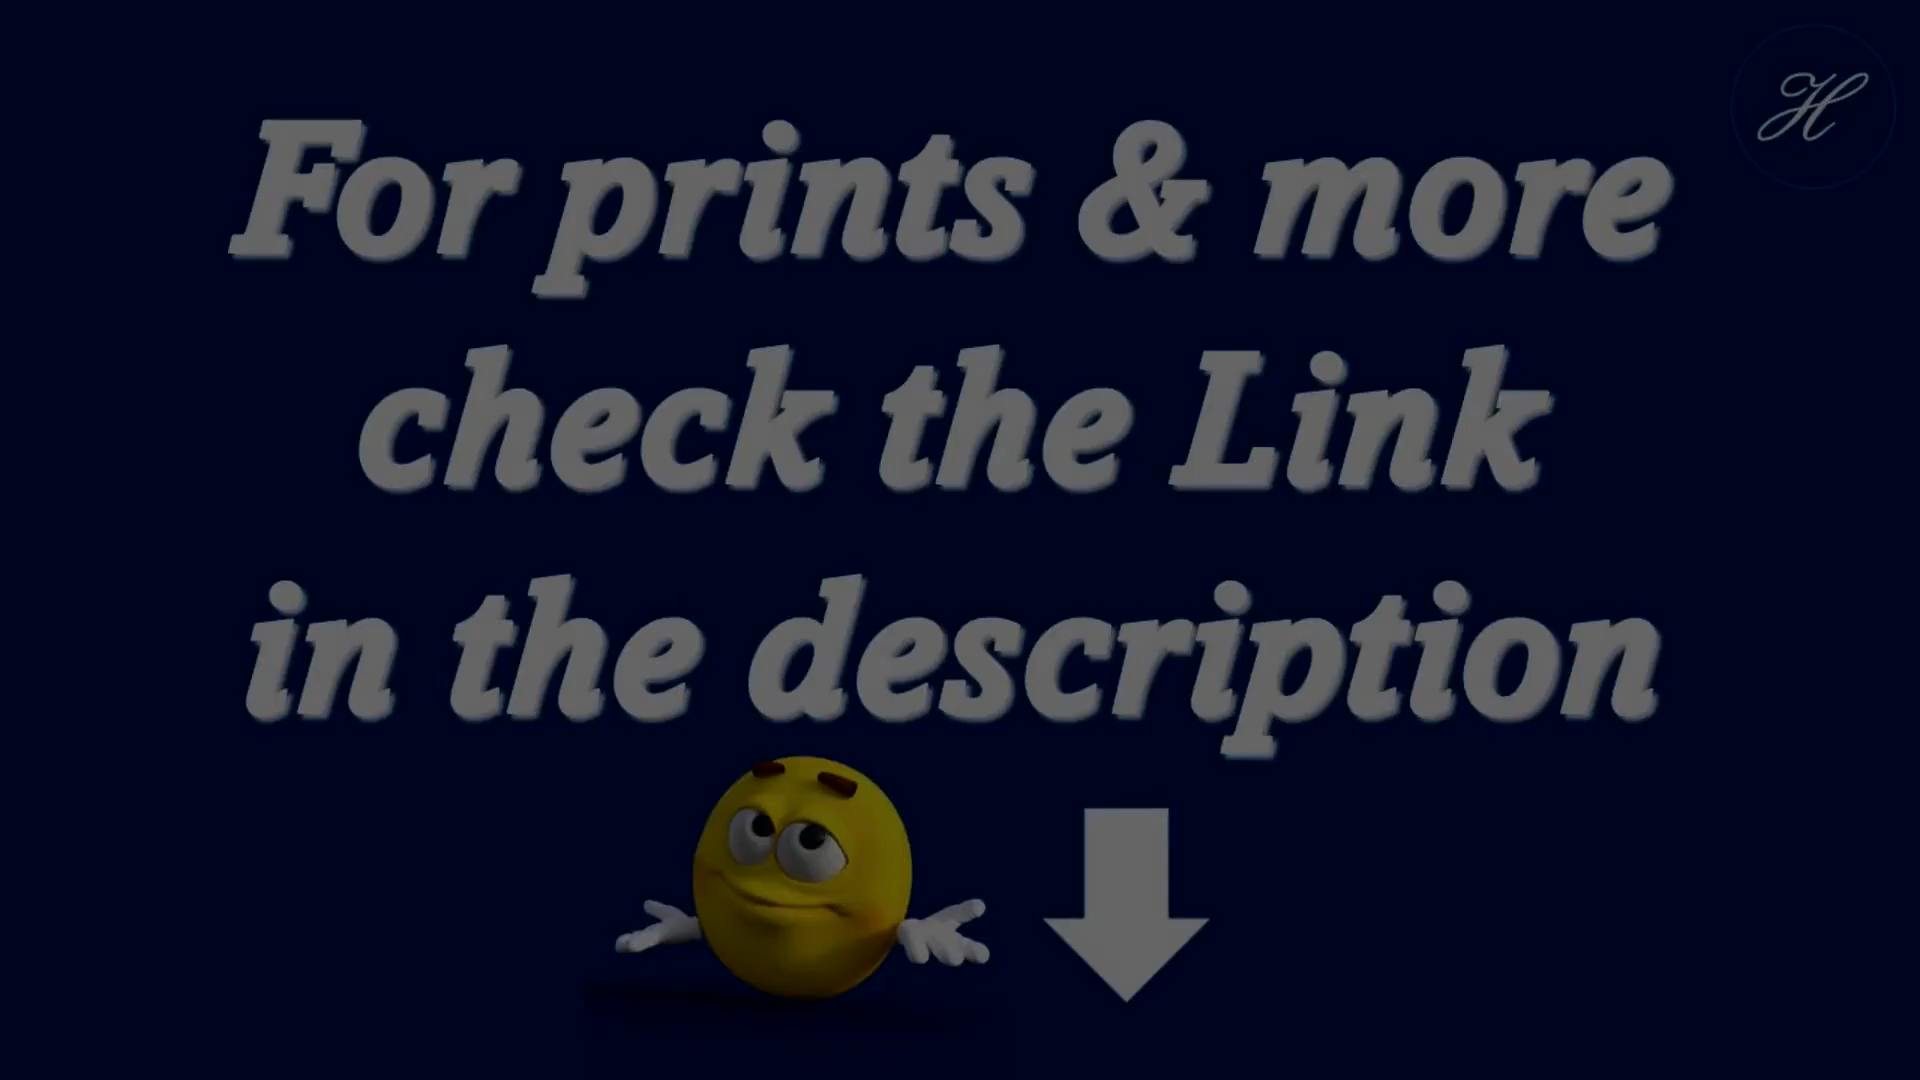 H
For prints & more
check the Link
in the description